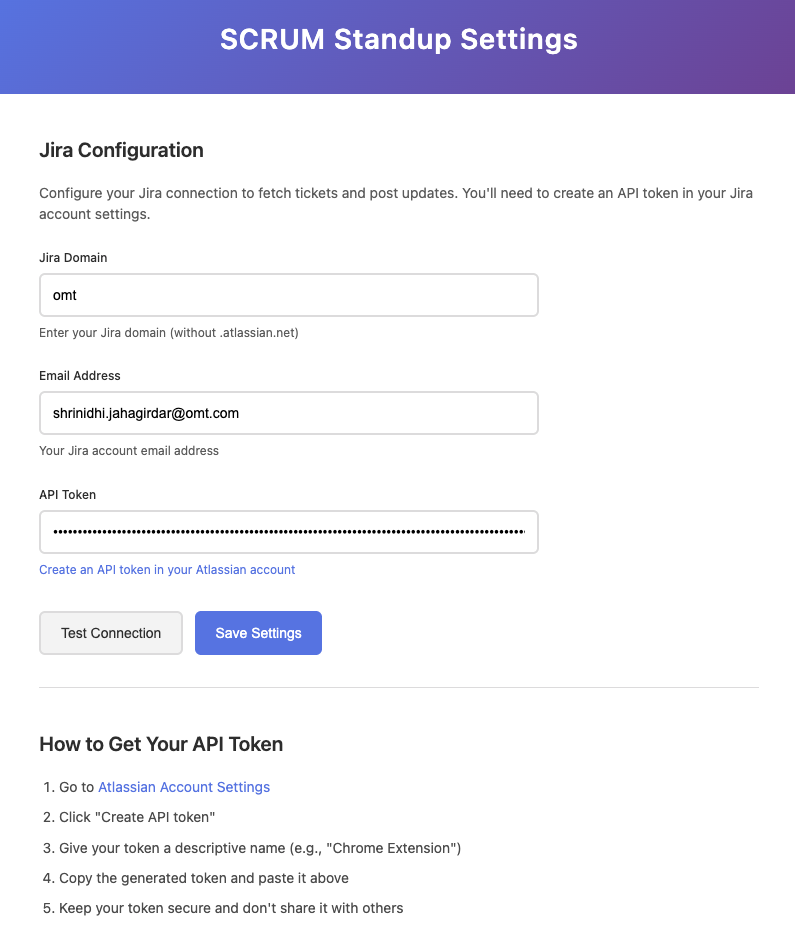 SCRUM Standup Settings
Jira Configuration
Configure your Jira connection to fetch tickets and post updates. You'll need to create an API token in your Jira
account settings.
Jira Domain
omt
Enter your Jira domain (without .atlassian.net)
Email Address
shrinidhi.jahagirdar@omt.com
Your Jira account email address
API Token
Create an API token in your Atlassian account
Test Connection
Save Settings
How to Get Your API Token
1. Go to Atlassian Account Settings
2. Click "Create API token"
3. Give your token a descriptive name (e.g., "Chrome Extension")
4. Copy the generated token and paste it above
5. Keep your token secure and don't share it with others